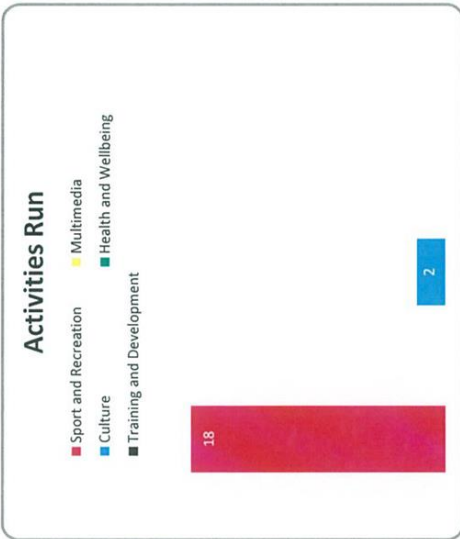 Activities Run
Sport and Recreation
Multimedia
Culture
Health and Wellbeing
Training and Development
18
2